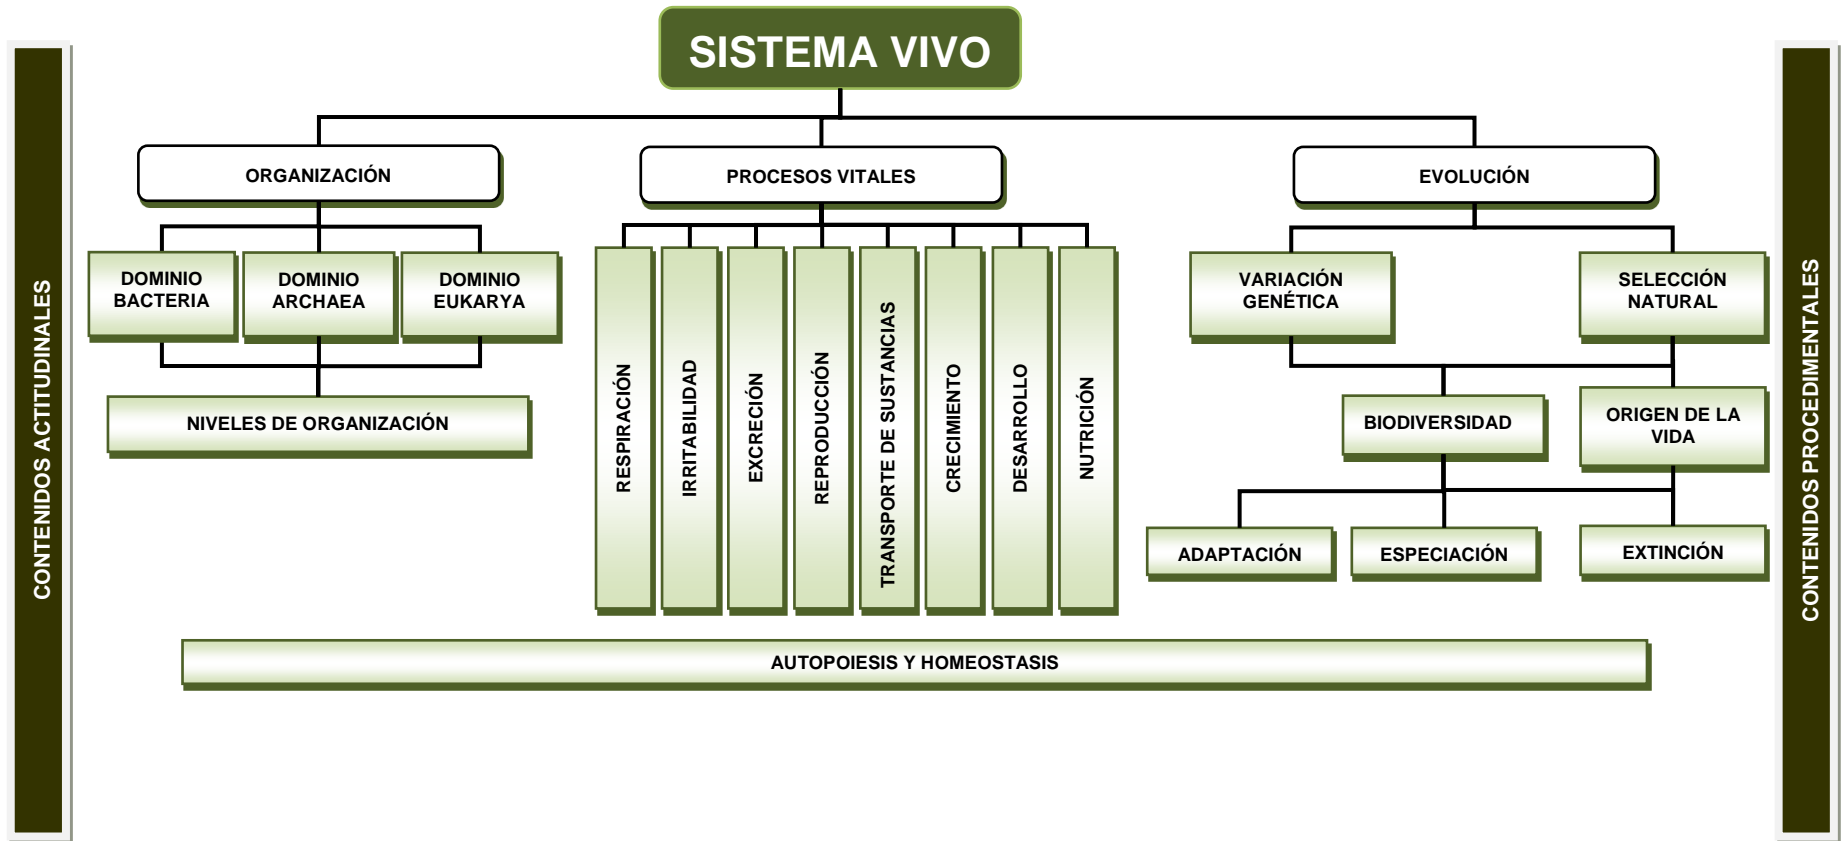 SISTEMA VIVO
CONTENIDOS ACTITUDINALES
CONTENIDOS PROCEDIMENTALES
ORGANIZACIÓN
PROCESOS VITALES
EVOLUCIÓN
DOMINIO
BACTERIA
DOMINIO
ARCHAEA
DOMINIO
EUKARYA
NIVELES DE ORGANIZACIÓN
RESPIRACIÓN
IRRITABILIDAD
EXCRECIÓN
REPRODUCCIÓN
TRANSPORTE DE SUSTANCIAS
CRECIMIENTO
DESARROLLO
NUTRICIÓN
VARIACIÓN
GENÉTICA
SELECCIÓN
NATURAL
BIODIVERSIDAD
ORIGEN DE LA
VIDA
ADAPTACIÓN
ESPECIACIÓN
EXTINCIÓN
AUTOPOIESIS Y HOMEOSTASIS